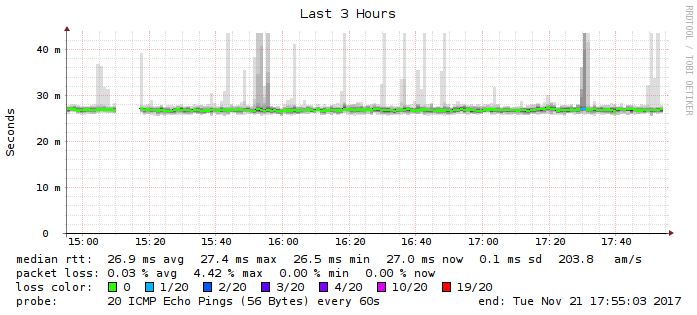 Last 3 Hours
RRDTOOL / TOBI OETIKER
Seconds
40 m
30 m
20 m
10 m
0
15:00 15:20 15:40 16:00 16:20 16:40 17:00 17:20 17:40
median rtt: 26.9 ms avg 27.4 ms max 26.5 ms min 27.0 ms now 0.1 ms sd 203.8 am/s
packet loss: 0.03 % avg 4.42 % max 0.00 % min 0.00 % now
loss color: 0 1/20 2/20 3/20 4/20 10/20 19/20
probe: 20 ICMP Echo Pings (56 Bytes) every 60s end: Tue Nov 21 17:55:03 2017